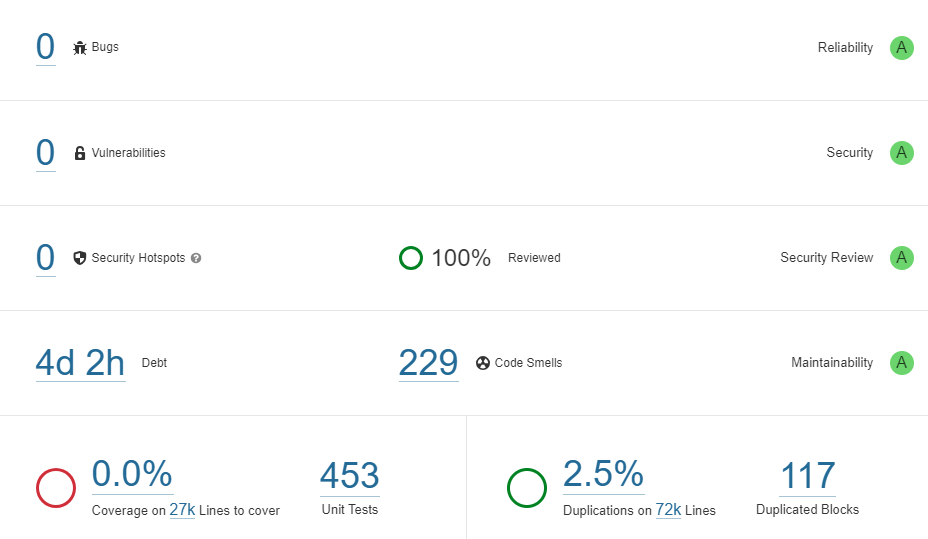 0 Bugs Reliability A
0 Vulnerabilities Security A
0 Security Hotspots ? 100% Reviewed Security Review A
4d 2h Debt 229 Code Smells Maintainability A
0.0% 453 2.5% 117
Coverage on 27k Lines to cover Unit Tests Duplications on 72k Lines Duplicated Blocks